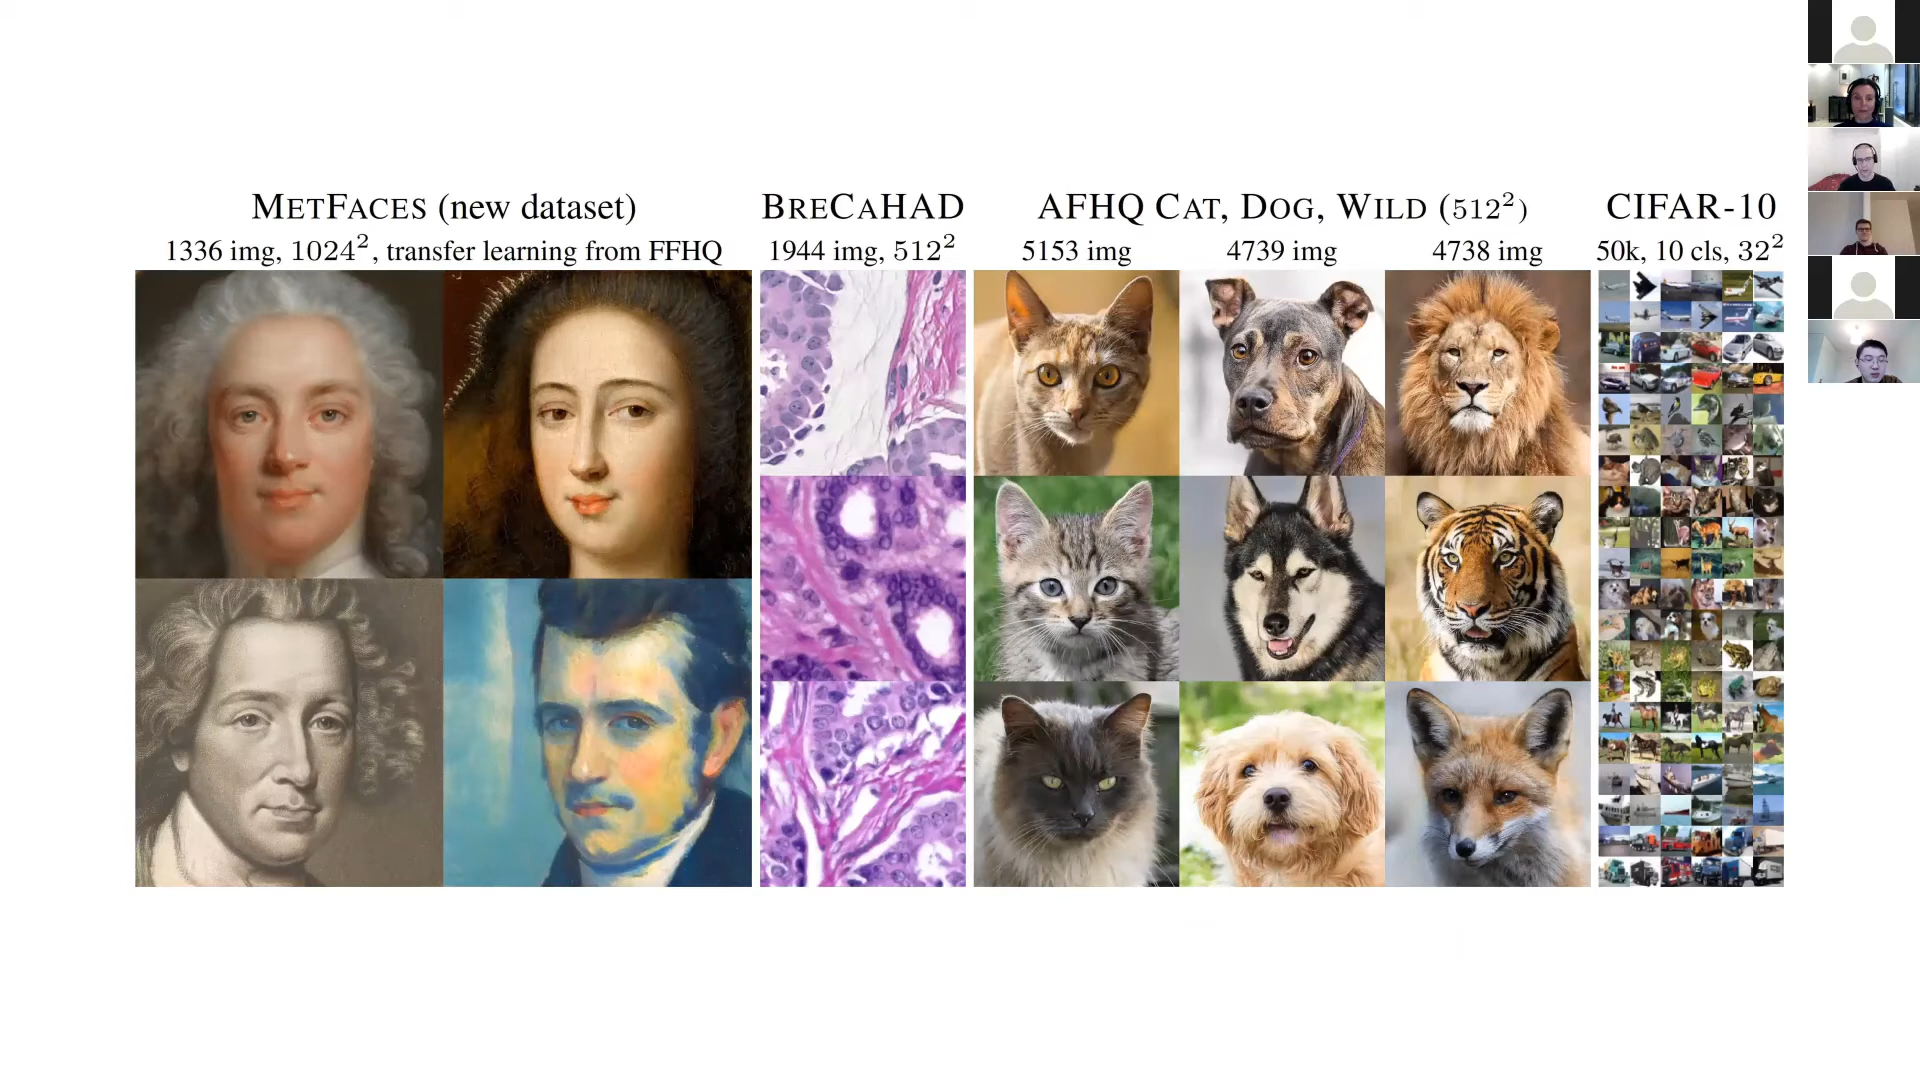 METFACES (new dataset)
1336 img, 1024², transfer learning from FFHQ
BRECAHAD
1944 img, 512²
AFHQ CAT, DOG, WILD (512²)
5153 img
4739 img
4738 img
CIFAR-10
50k, 10 cls, 32²